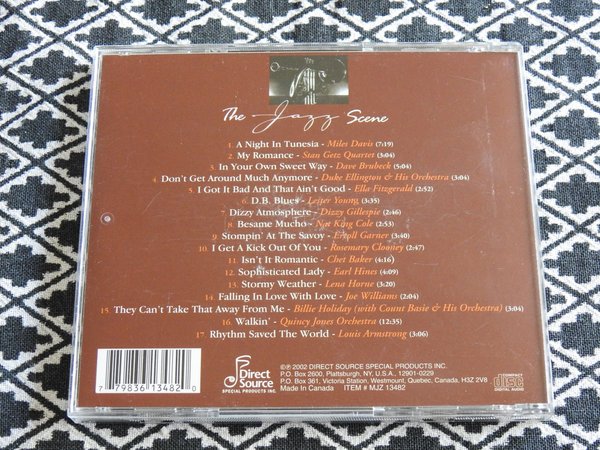 The Jazz Scene
1. A Night In Tunesia - Miles Davis (7:19)
2. My Romance - Stan Getz Quartet (3:04)
3. In Your Own Sweet Way - Dave Brubeck (3:04)
4. Don't Get Around Much Anymore - Duke Ellington & His Orchestra (3:04)
5. I Got It Bad And That Ain't Good - Ella Fitzgerald (2:52)
6. D.B. Blues - Lester Young (3:35)
7. Dizzy Atmosphere - Dizzy Gillespie (2:46)
8. Besame Mucho - Nat King Cole (2:53)
9. Stompin' At The Savoy - Erroll Garner (3:40)
10. I Get A Kick Out Of You - Rosemary Clooney (2:47)
11. Isn't It Romantic - Chet Baker (4:16)
12. Sophisticated Lady - Earl Hines (4:09)
13. Stormy Weather - Lena Horne (3:20)
14. Falling In Love With Love - Joe Williams (2:40)
15. They Can't Take That Away From Me - Billie Holiday (with Count Basie & His Orchestra) (3:04)
16. Walkin' - Quincy Jones Orchestra (12:35)
17. Rhythm Saved The World - Louis Armstrong (3:06)
7 79836 13482 0
Direct Source
SPECIAL PRODUCTS INC.
©℗ 2002 DIRECT SOURCE SPECIAL PRODUCTS INC.
P.O. Box 2600, Plattsburgh, NY, U.S.A., 12901-0229
P.O. Box 361, Victoria Station, Westmount, Quebec, Canada, H3Z 2V8
Made in Canada ITEM # MJZ 13482
COMPACT
disc
DIGITAL AUDIO